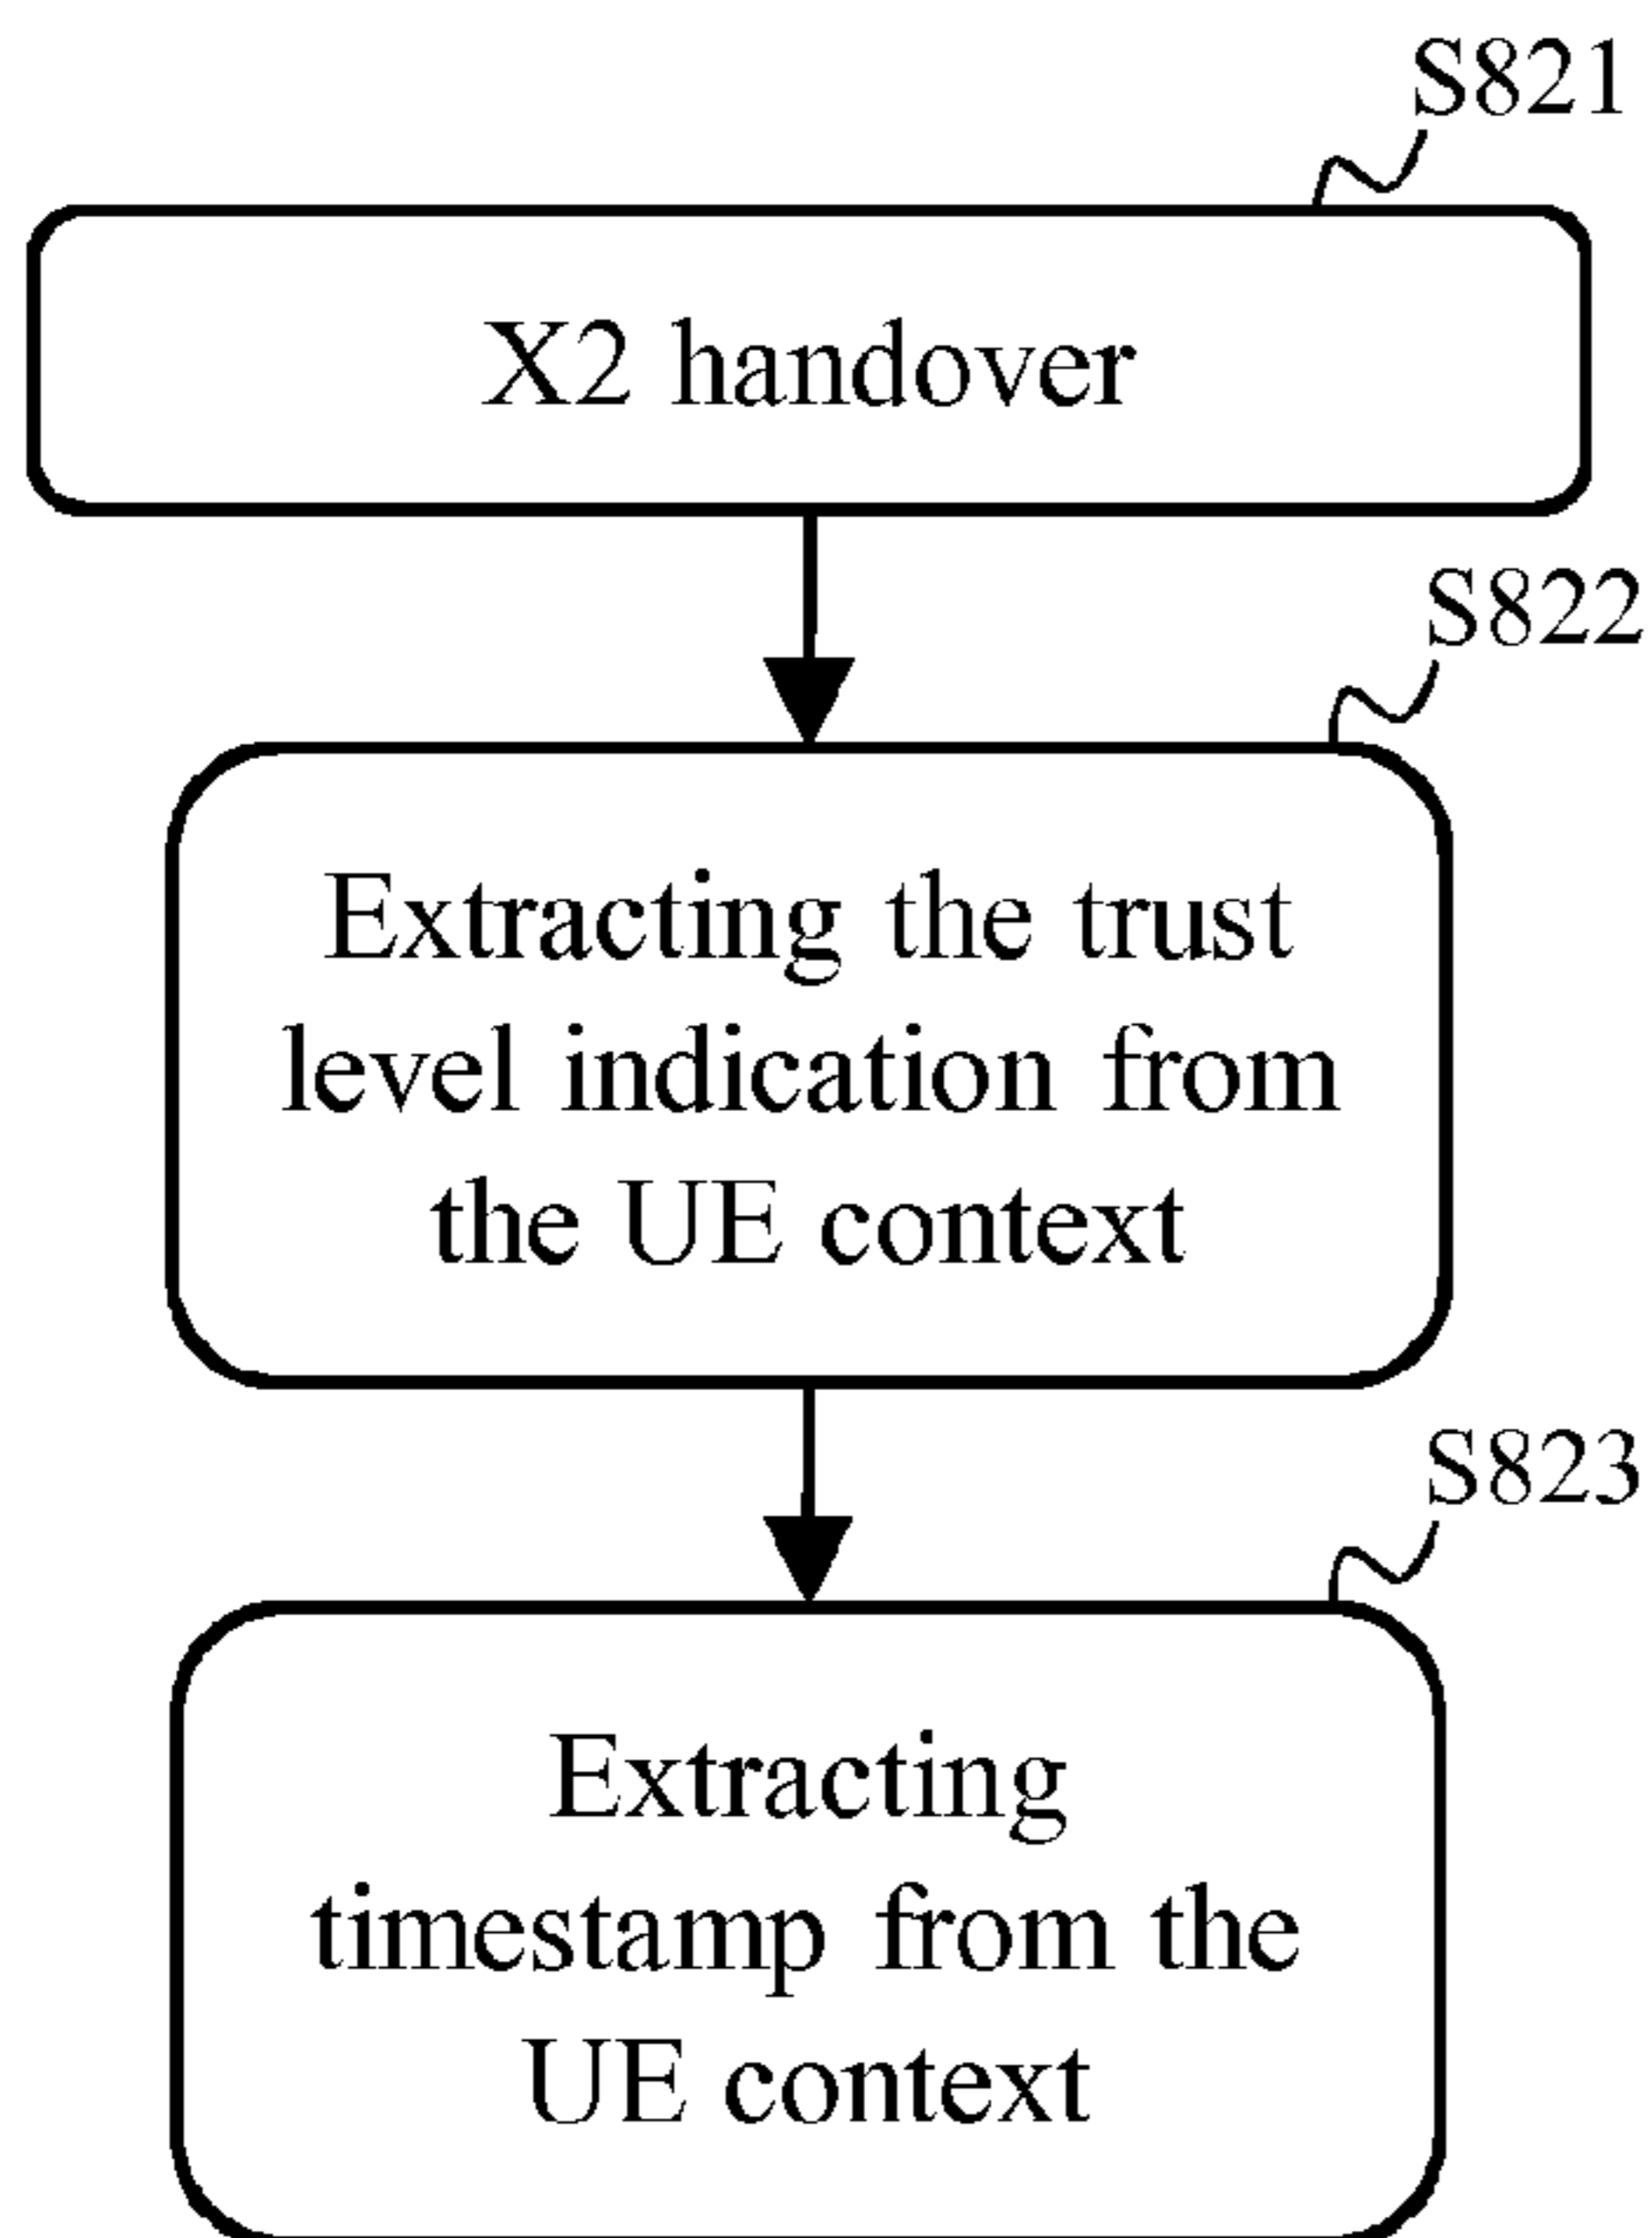 S821
X2 handover
S822
Extracting the trust
level indication from
the UE context
S823
Extracting
timestamp from the
UE context